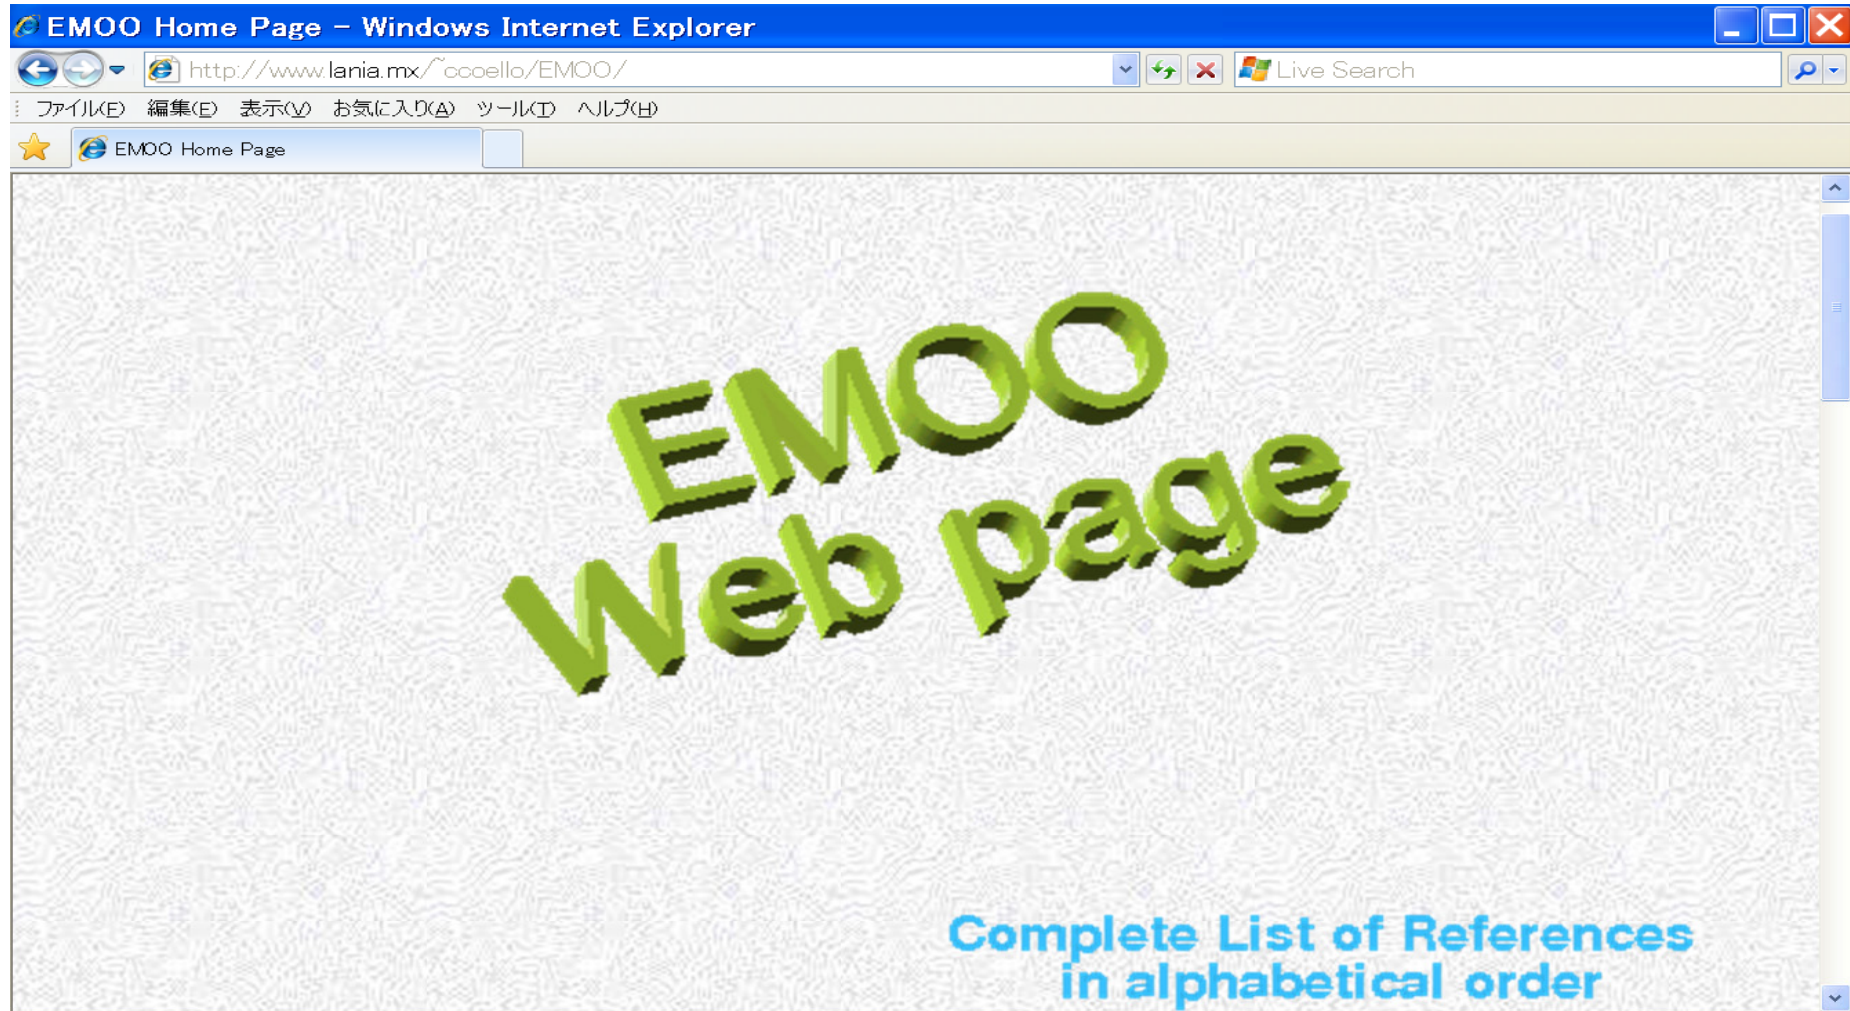 EMOO Home Page - Windows Internet Explorer
http://www.lania.mx/~ccoello/EMOO/
Live Search
ファイル(F) 編集(E) 表示(V) お気に入り(A) ツール(T) ヘルプ(H)
EMOO Home Page
EMOO
Web page
Complete List of References
in alphabetical order